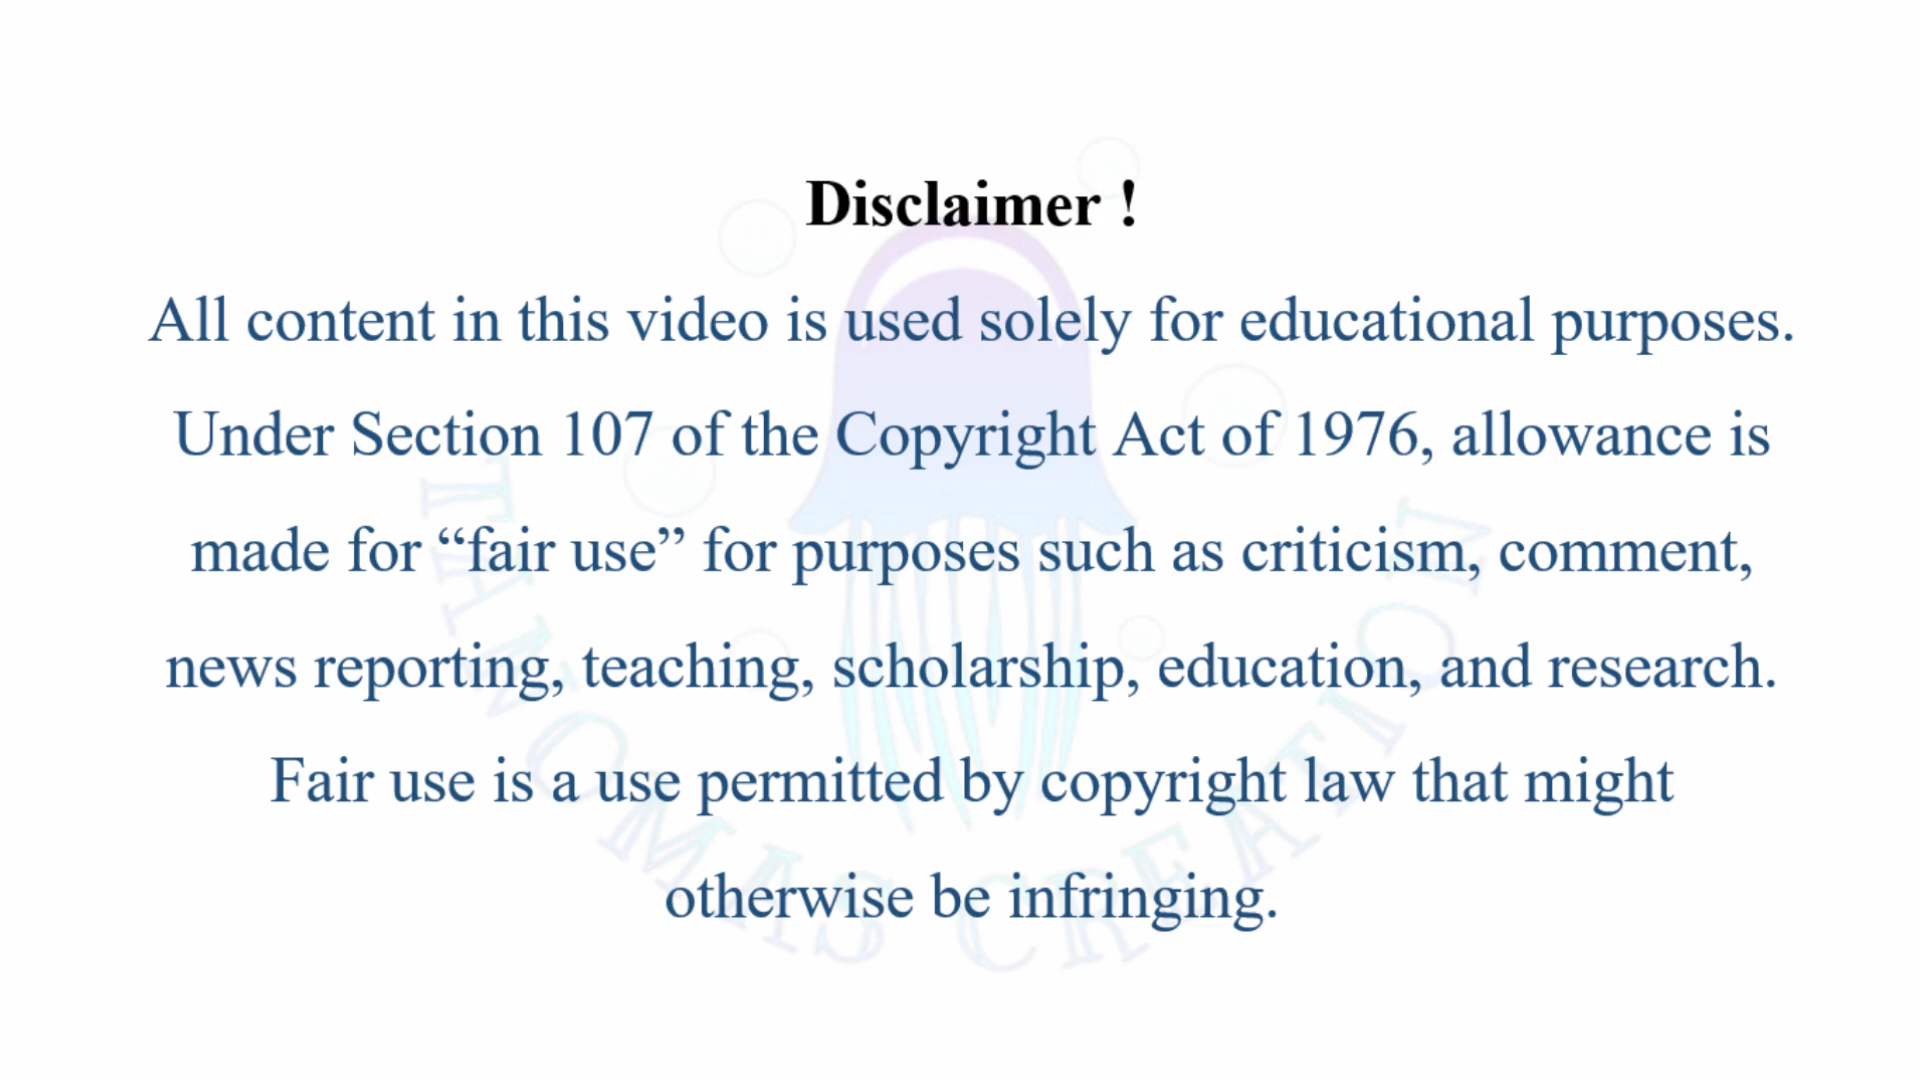 Disclaimer !
All content in this video is used solely for educational purposes.
Under Section 107 of the Copyright Act of 1976, allowance is
made for “fair use” for purposes such as criticism, comment,
news reporting, teaching, scholarship, education, and research.
Fair use is a use permitted by copyright law that might
otherwise be infringing.
CREATION